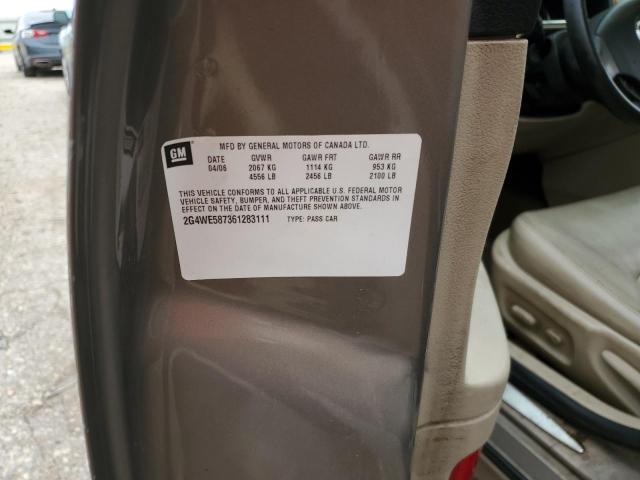 GM
MFD BY GENERAL MOTORS OF CANADA LTD.
DATE GVWR GAWR FRT GAWR RR
04/06 2067 KG 1114 KG 953 KG
4556 LB 2456 LB 2100 LB
THIS VEHICLE CONFORMS TO ALL APPLICABLE U.S. FEDERAL MOTOR
VEHICLE SAFETY, BUMPER, AND THEFT PREVENTION STANDARDS IN
EFFECT ON THE DATE OF MANUFACTURE SHOWN ABOVE.
2G4WE587361283111 TYPE: PASS CAR